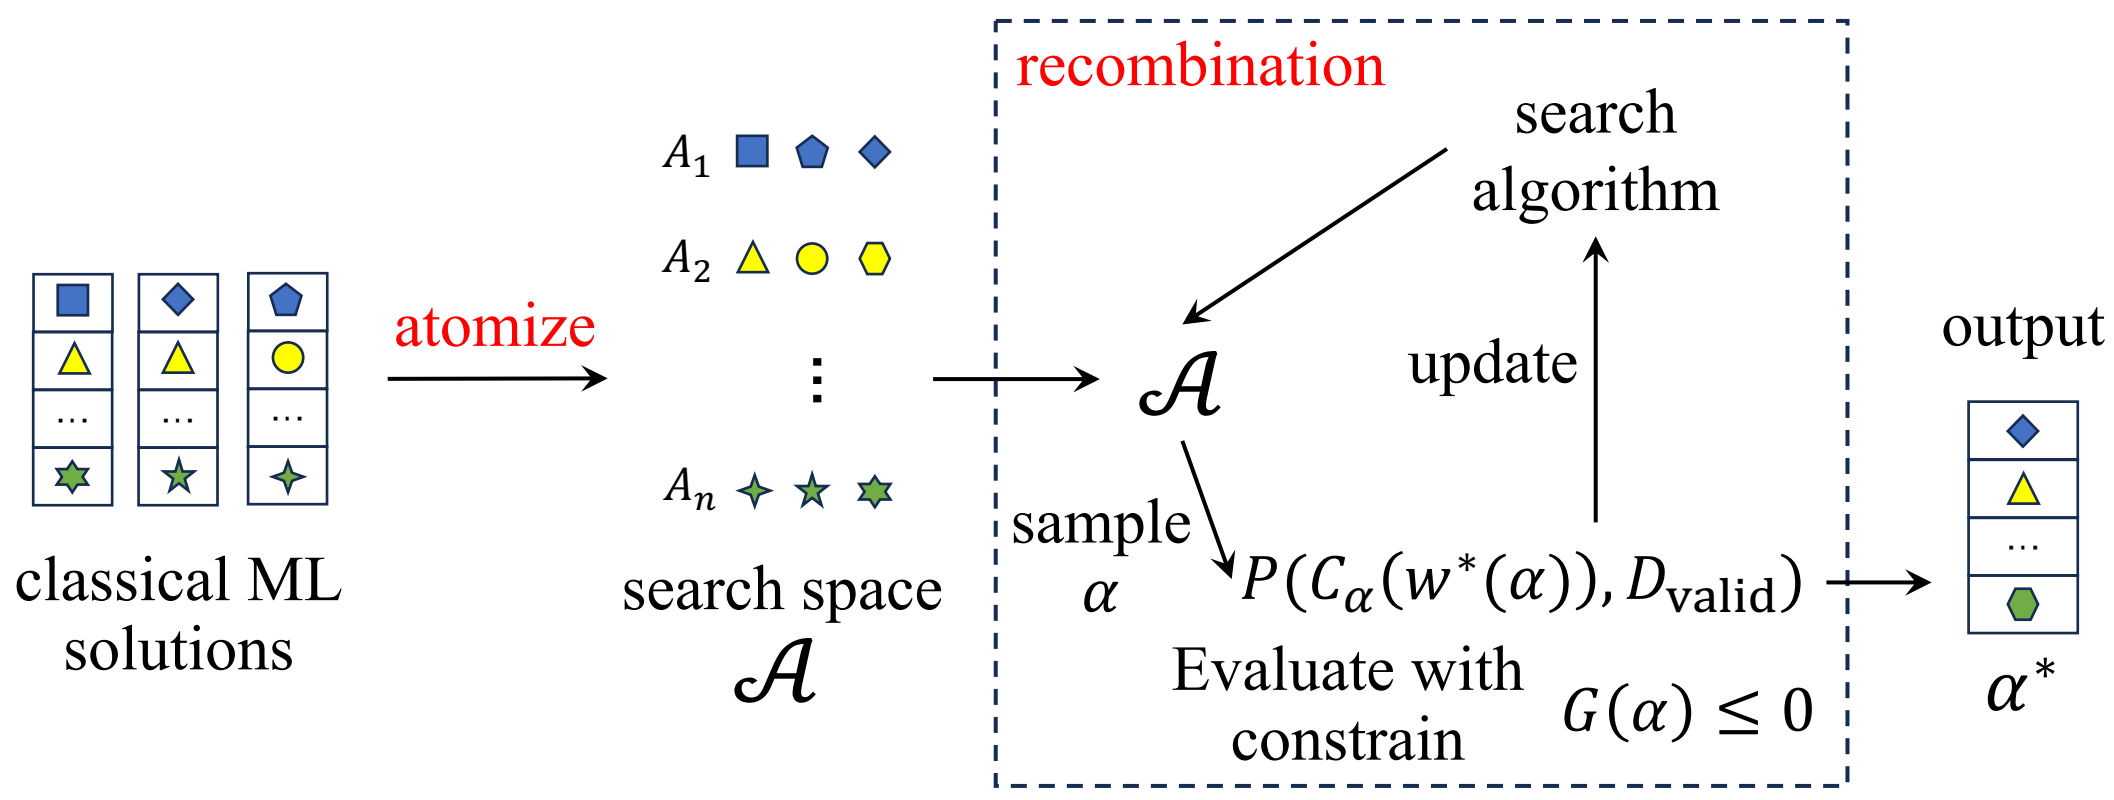 ...
...
...
classical ML
solutions
atomize
A₁
A₂
⋮
Aₙ
search space
𝒜
recombination
search
algorithm
𝒜
update
sample
α
P(C_α(w*(α)), D_valid)
Evaluate with
constrain
G(α) ≤ 0
output
...
α*